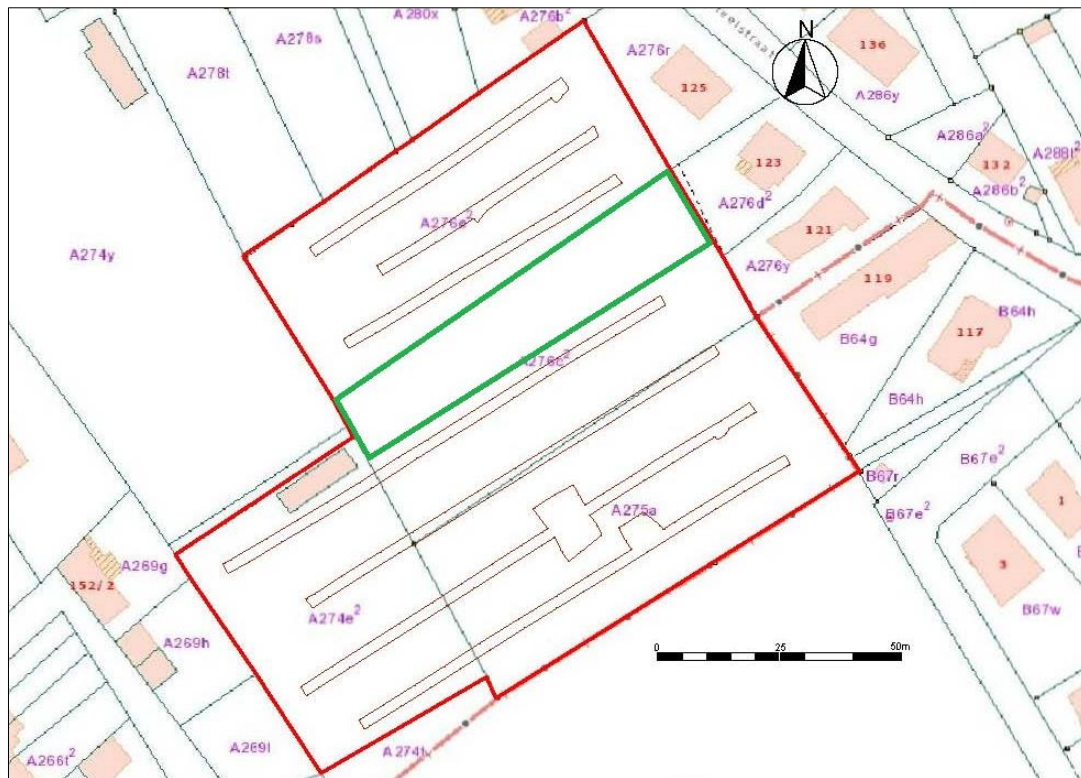 A280x
A276b²
A278s
A276r
136
A278t
125
A286y
N
A286a²
132
A288l²
123
A286b²
A276d²
A276e²
121
A274y
A276y
119
B64h
117
B64g
A276c²
B64h
B67e²
B67r
1
A275a
B67e²
A269g
152/2
3
A274e²
B67w
A269h
0
25
50m
A269l
A274t
A266t²